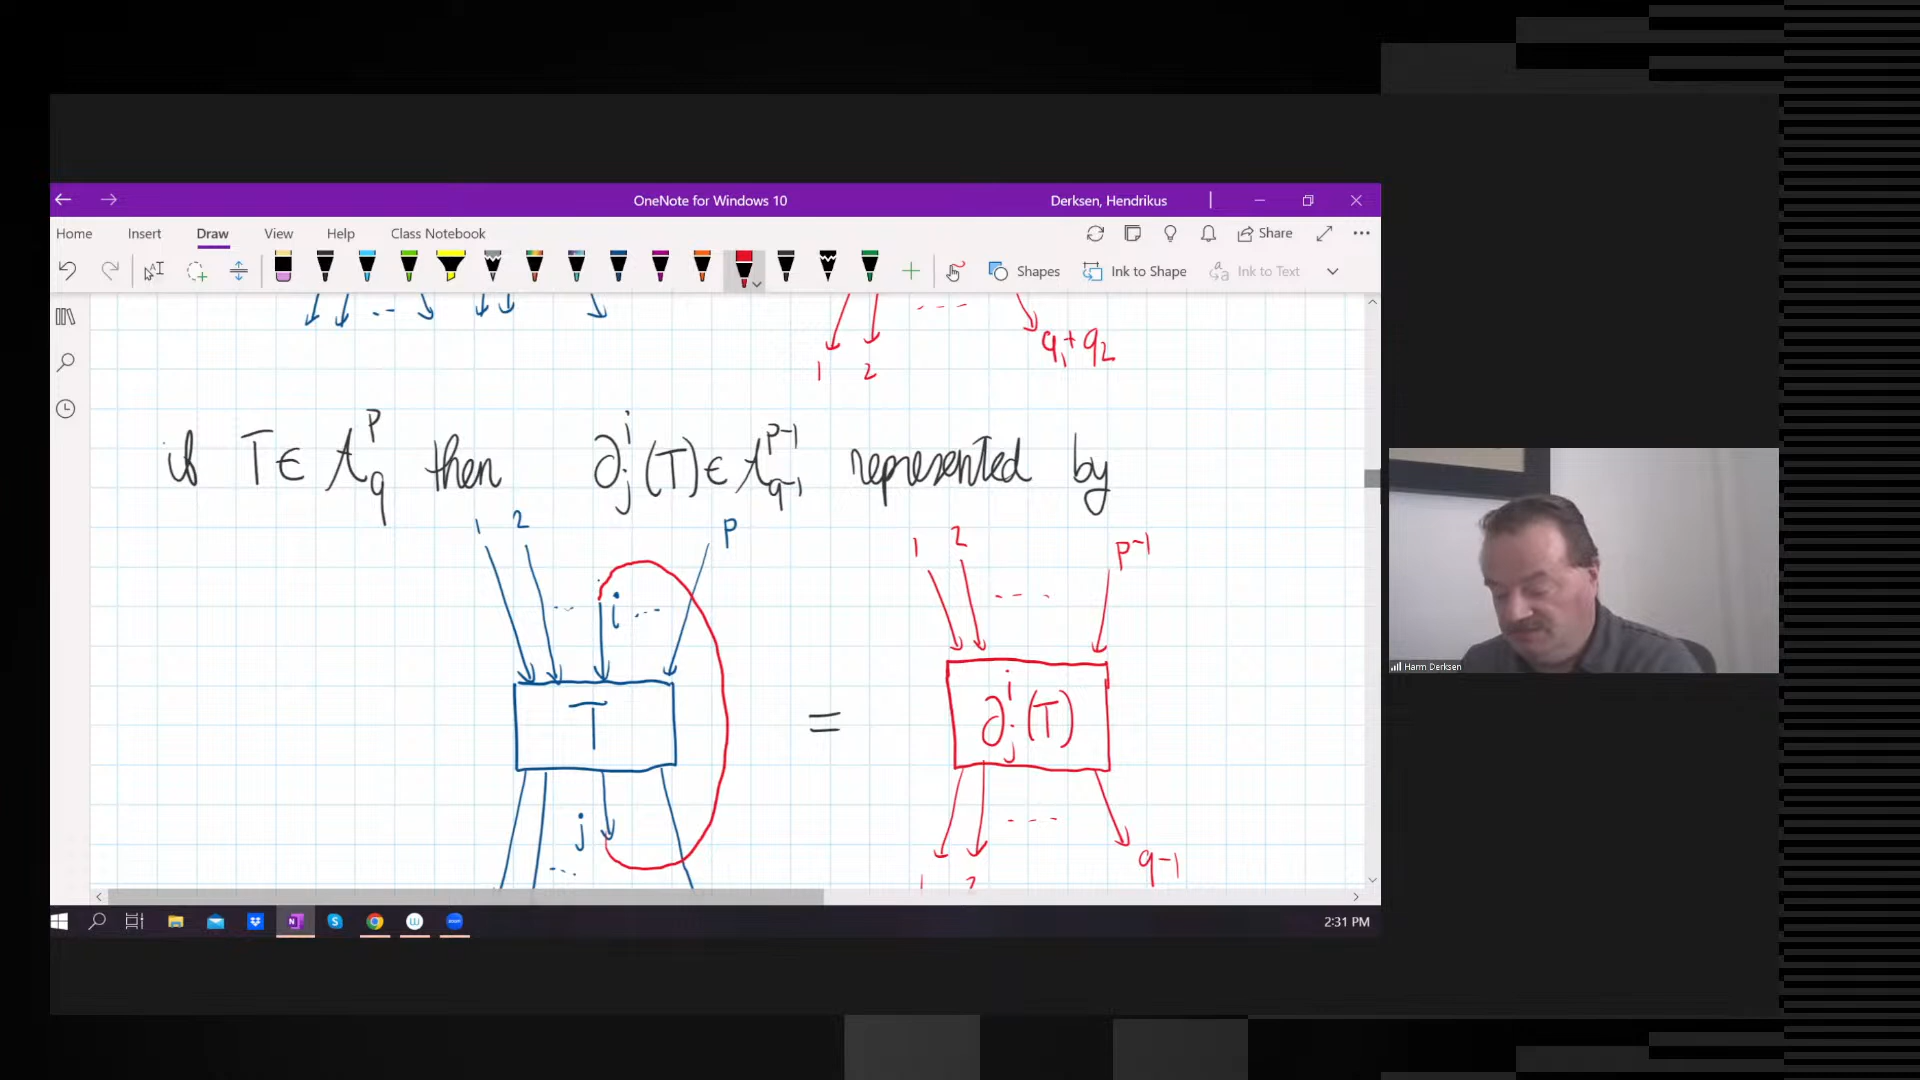 OneNote for Windows 10
Derksen, Hendrikus
Home Insert Draw View Help Class Notebook
Share
Shapes Ink to Shape Ink to Text
1 2 q₁+q₂
if T ∈ 𝒜^p_q then ∂^i_j(T) ∈ 𝒜^{p-1}_{q-1} represented by
1 2 ... i ... p
T
j
...
=
1 2 .... p-1
∂^i_j(T)
....
1 2 q-1
Harm Derksen
2:31 PM